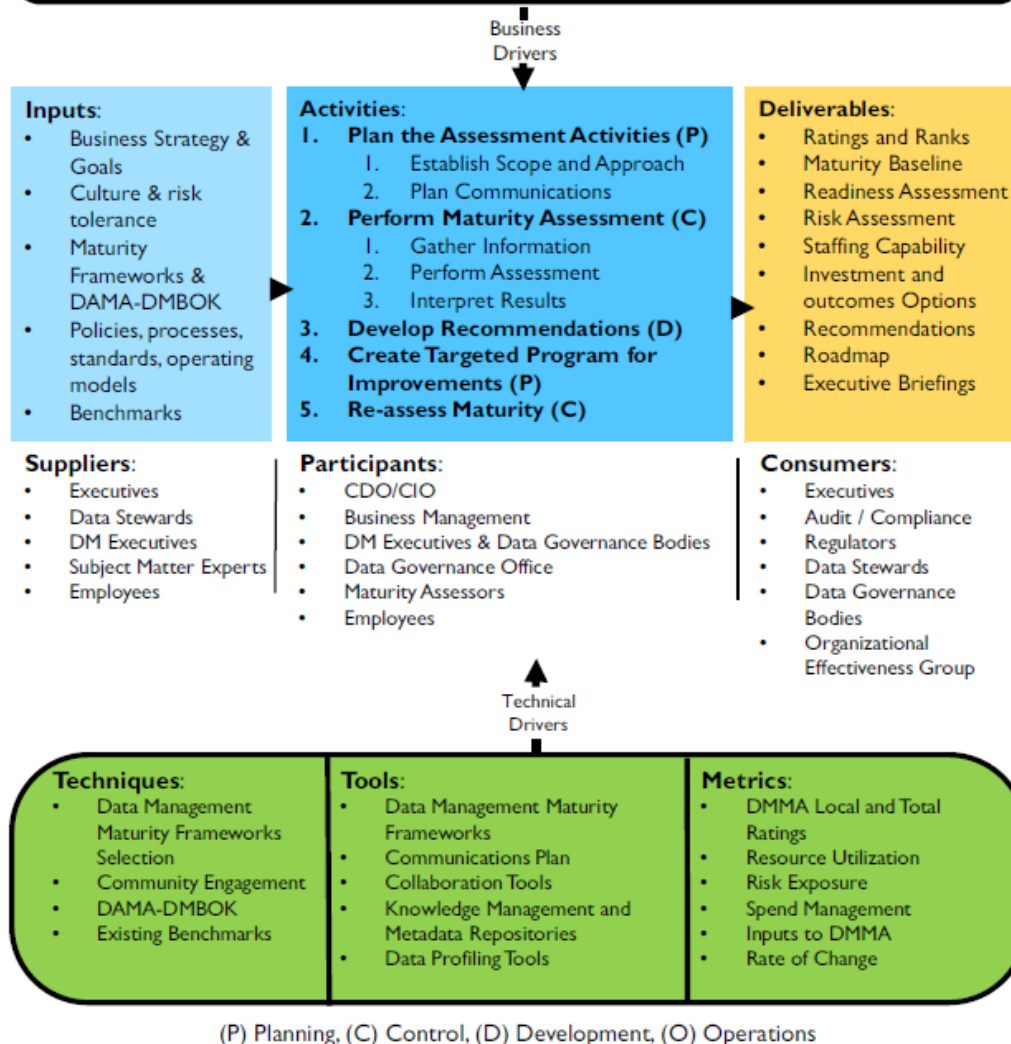 Business
Drivers
Inputs:
• Business Strategy &
Goals
• Culture & risk
tolerance
• Maturity
Frameworks &
DAMA-DMBOK
• Policies, processes,
standards, operating
models
• Benchmarks
Activities:
1. Plan the Assessment Activities (P)
1. Establish Scope and Approach
2. Plan Communications
2. Perform Maturity Assessment (C)
1. Gather Information
2. Perform Assessment
3. Interpret Results
3. Develop Recommendations (D)
4. Create Targeted Program for
Improvements (P)
5. Re-assess Maturity (C)
Deliverables:
• Ratings and Ranks
• Maturity Baseline
• Readiness Assessment
• Risk Assessment
• Staffing Capability
• Investment and
outcomes Options
• Recommendations
• Roadmap
• Executive Briefings
Suppliers:
• Executives
• Data Stewards
• DM Executives
• Subject Matter Experts
• Employees
Participants:
• CDO/CIO
• Business Management
• DM Executives & Data Governance Bodies
• Data Governance Office
• Maturity Assessors
• Employees
Consumers:
• Executives
• Audit / Compliance
• Regulators
• Data Stewards
• Data Governance
Bodies
• Organizational
Effectiveness Group
Technical
Drivers
Techniques:
• Data Management
Maturity Frameworks
Selection
• Community Engagement
• DAMA-DMBOK
• Existing Benchmarks
Tools:
• Data Management Maturity
Frameworks
• Communications Plan
• Collaboration Tools
• Knowledge Management and
Metadata Repositories
• Data Profiling Tools
Metrics:
• DMMA Local and Total
Ratings
• Resource Utilization
• Risk Exposure
• Spend Management
• Inputs to DMMA
• Rate of Change
(P) Planning, (C) Control, (D) Development, (O) Operations